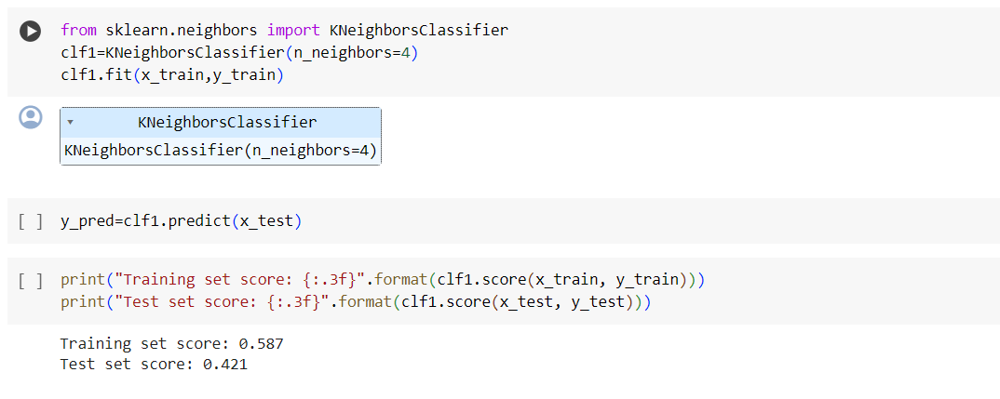 from sklearn.neighbors import KNeighborsClassifier
clf1=KNeighborsClassifier(n_neighbors=4)
clf1.fit(x_train,y_train)
KNeighborsClassifier
KNeighborsClassifier(n_neighbors=4)
[ ] y_pred=clf1.predict(x_test)
[ ] print("Training set score: {:.3f}".format(clf1.score(x_train, y_train)))
print("Test set score: {:.3f}".format(clf1.score(x_test, y_test)))
Training set score: 0.587
Test set score: 0.421